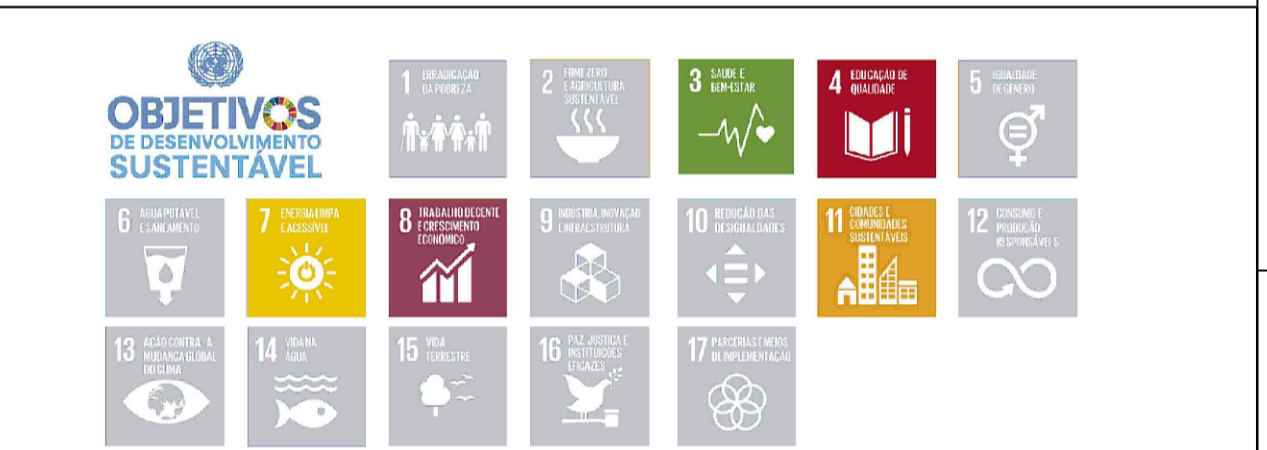 OBJETIVOS
DE DESENVOLVIMENTO
SUSTENTÁVEL
1 ERRADICAÇÃO
DA POBREZA
2 FOME ZERO
E AGRICULTURA
SUSTENTÁVEL
3 SAÚDE E
BEM-ESTAR
4 EDUCAÇÃO DE
QUALIDADE
5 IGUALDADE
DE GÊNERO
6 ÁGUA POTÁVEL
E SANEAMENTO
7 ENERGIA LIMPA
E ACESSÍVEL
8 TRABALHO DECENTE
E CRESCIMENTO
ECONÔMICO
9 INDÚSTRIA, INOVAÇÃO
E INFRAESTRUTURA
10 REDUÇÃO DAS
DESIGUALDADES
11 CIDADES E
COMUNIDADES
SUSTENTÁVEIS
12 CONSUMO E
PRODUÇÃO
RESPONSÁVEIS
13 AÇÃO CONTRA A
MUDANÇA GLOBAL
DO CLIMA
14 VIDA NA
ÁGUA
15 VIDA
TERRESTRE
16 PAZ, JUSTIÇA E
INSTITUIÇÕES
EFICAZES
17 PARCERIAS E MEIOS
DE IMPLEMENTAÇÃO